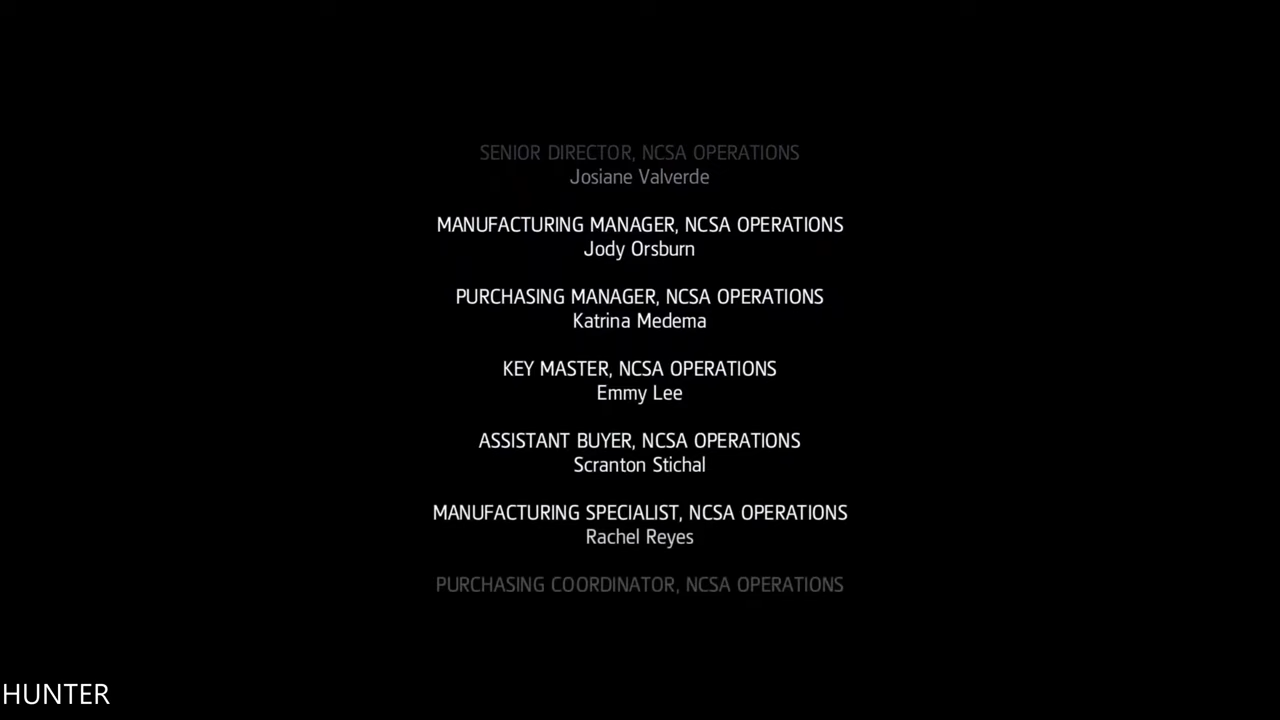 SENIOR DIRECTOR, NCSA OPERATIONS
Josiane Valverde
MANUFACTURING MANAGER, NCSA OPERATIONS
Jody Orsburn
PURCHASING MANAGER, NCSA OPERATIONS
Katrina Medema
KEY MASTER, NCSA OPERATIONS
Emmy Lee
ASSISTANT BUYER, NCSA OPERATIONS
Scranton Stichal
MANUFACTURING SPECIALIST, NCSA OPERATIONS
Rachel Reyes
PURCHASING COORDINATOR, NCSA OPERATIONS
HUNTER